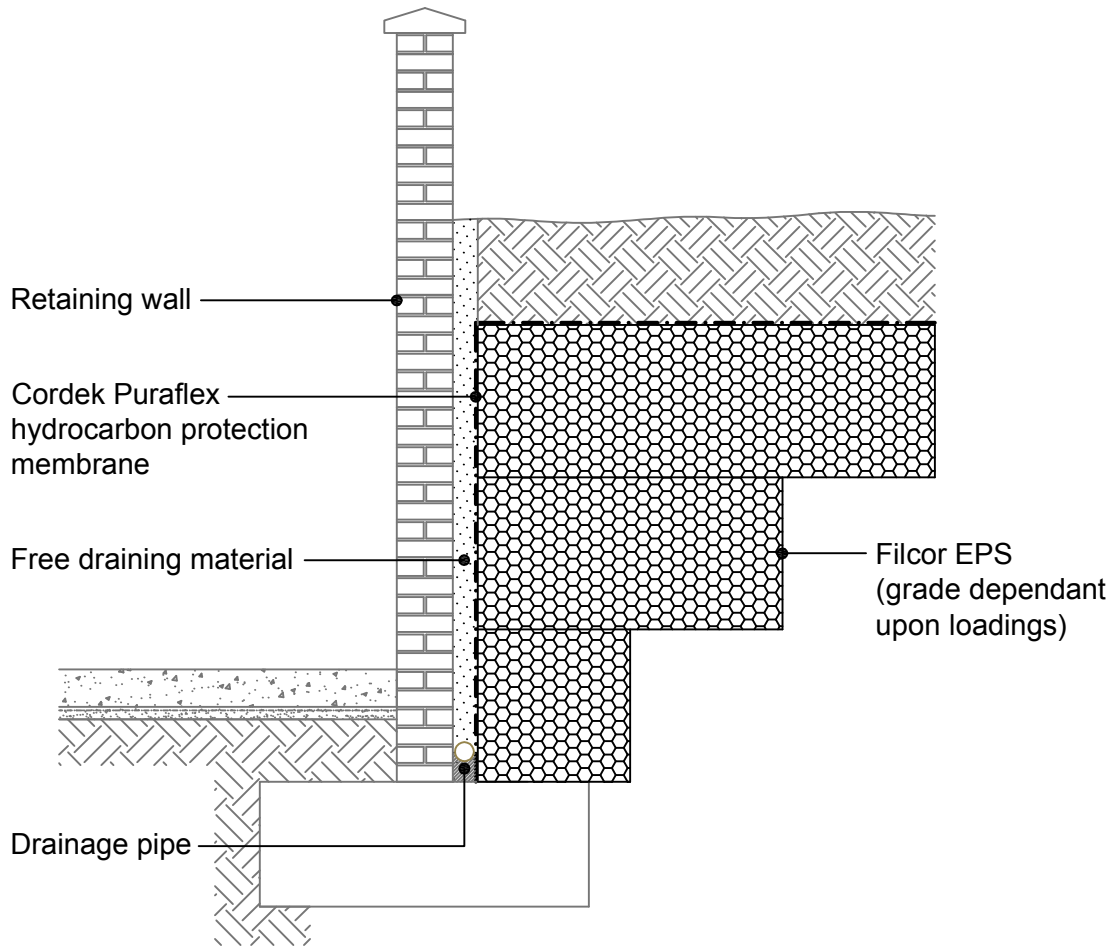 Retaining wall
Cordek Puraflex
hydrocarbon protection
membrane
Free draining material
Filcor EPS
(grade dependant
upon loadings)
Drainage pipe